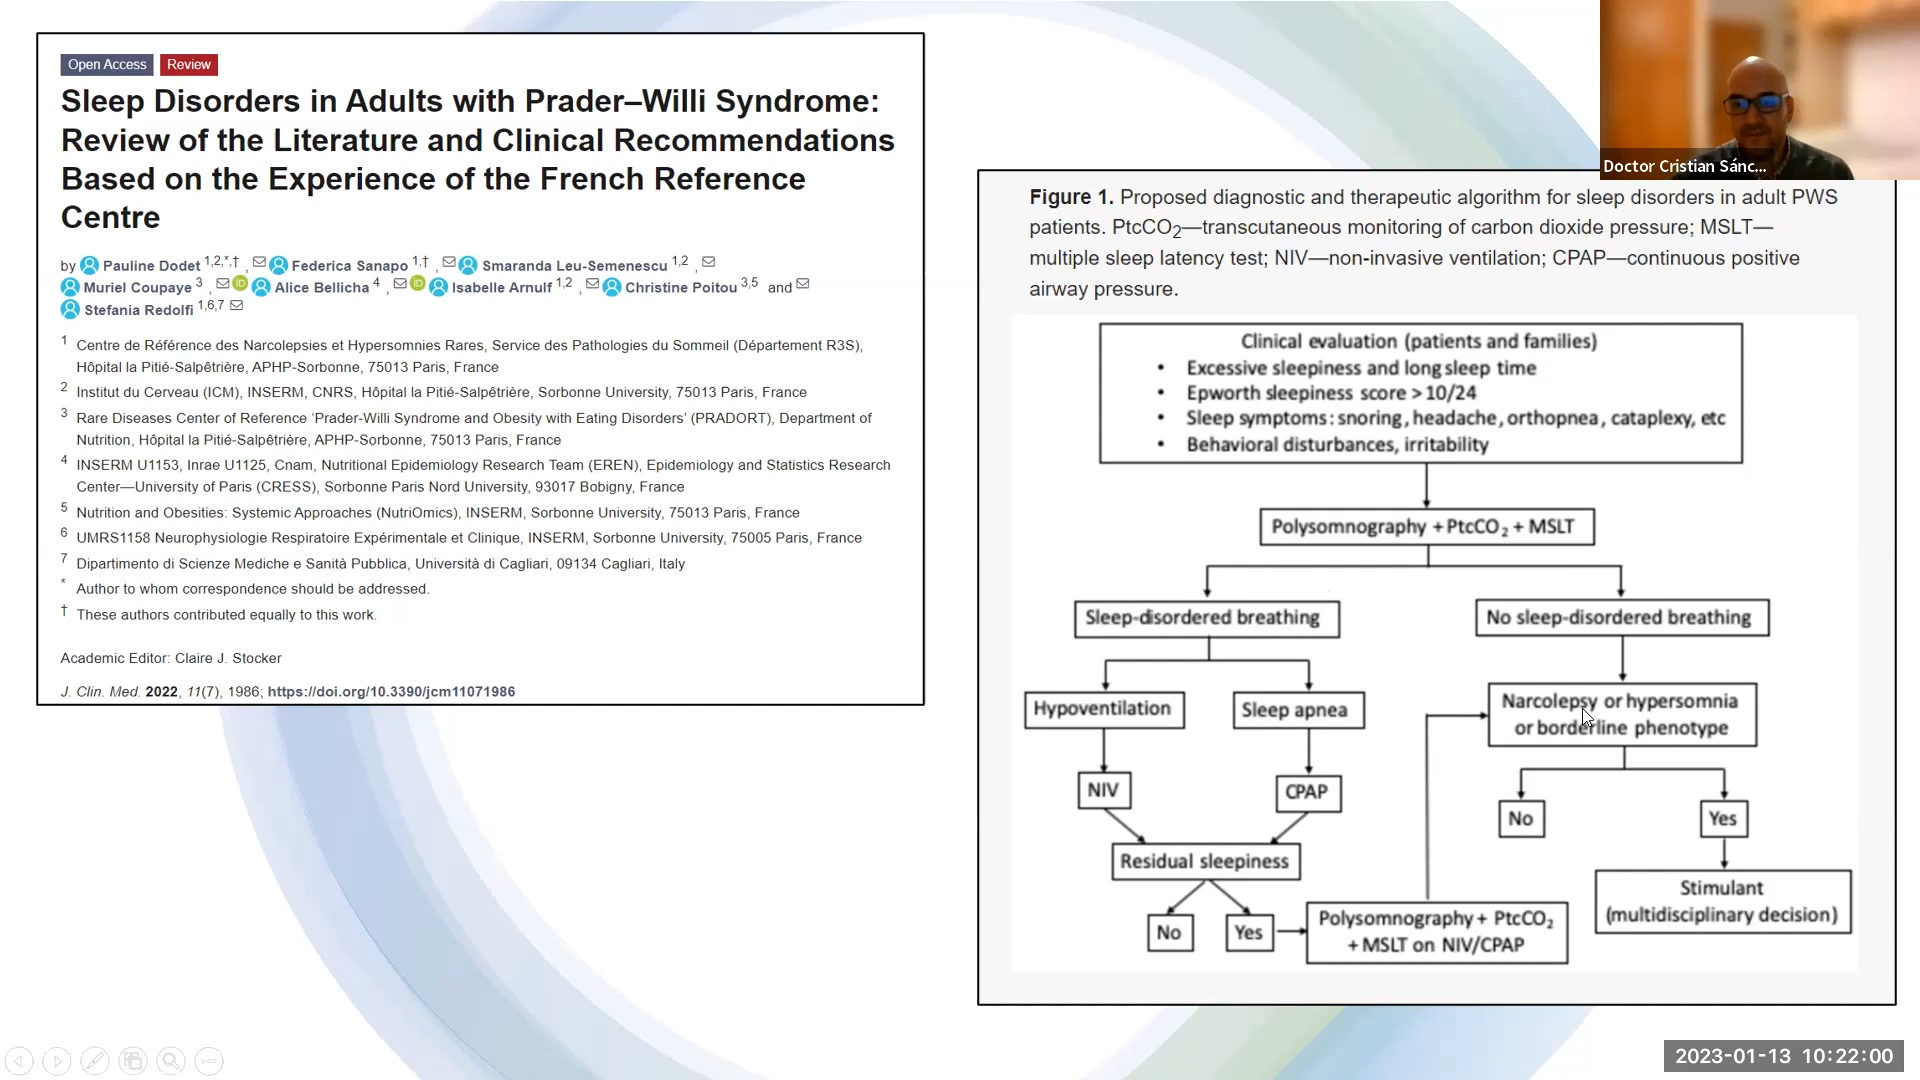 Open Access Review
Sleep Disorders in Adults with Prader–Willi Syndrome:
Review of the Literature and Clinical Recommendations
Based on the Experience of the French Reference
Centre
by Pauline Dodet 1,2,*,† , Federica Sanapo 1,† , Smaranda Leu-Semenescu 1,2 ,
Muriel Coupaye 3 , Alice Bellicha 4 , Isabelle Arnulf 1,2 , Christine Poitou 3,5 and
Stefania Redolfi 1,6,7
1 Centre de Référence des Narcolepsies et Hypersomnies Rares, Service des Pathologies du Sommeil (Département R3S),
Hôpital la Pitié-Salpêtrière, APHP-Sorbonne, 75013 Paris, France
2 Institut du Cerveau (ICM), INSERM, CNRS, Hôpital la Pitié-Salpêtrière, Sorbonne University, 75013 Paris, France
3 Rare Diseases Center of Reference ‘Prader-Willi Syndrome and Obesity with Eating Disorders’ (PRADORT), Department of
Nutrition, Hôpital la Pitié-Salpêtrière, APHP-Sorbonne, 75013 Paris, France
4 INSERM U1153, Inrae U1125, Cnam, Nutritional Epidemiology Research Team (EREN), Epidemiology and Statistics Research
Center—University of Paris (CRESS), Sorbonne Paris Nord University, 93017 Bobigny, France
5 Nutrition and Obesities: Systemic Approaches (NutriOmics), INSERM, Sorbonne University, 75013 Paris, France
6 UMRS1158 Neurophysiologie Respiratoire Expérimentale et Clinique, INSERM, Sorbonne University, 75005 Paris, France
7 Dipartimento di Scienze Mediche e Sanità Pubblica, Università di Cagliari, 09134 Cagliari, Italy
* Author to whom correspondence should be addressed.
† These authors contributed equally to this work.
Academic Editor: Claire J. Stocker
J. Clin. Med. 2022, 11(7), 1986; https://doi.org/10.3390/jcm11071986
Doctor Cristian Sánc...
Figure 1. Proposed diagnostic and therapeutic algorithm for sleep disorders in adult PWS
patients. PtcCO2—transcutaneous monitoring of carbon dioxide pressure; MSLT—
multiple sleep latency test; NIV—non-invasive ventilation; CPAP—continuous positive
airway pressure.
Clinical evaluation (patients and families)
• Excessive sleepiness and long sleep time
• Epworth sleepiness score > 10/24
• Sleep symptoms: snoring, headache, orthopnea, cataplexy, etc
• Behavioral disturbances, irritability
Polysomnography + PtcCO2 + MSLT
Sleep-disordered breathing
No sleep-disordered breathing
Hypoventilation
Sleep apnea
Narcolepsy or hypersomnia
or borderline phenotype
NIV
CPAP
No
Yes
Residual sleepiness
Stimulant
(multidisciplinary decision)
No
Yes
Polysomnography + PtcCO2
+ MSLT on NIV/CPAP
2023-01-13 10:22:00